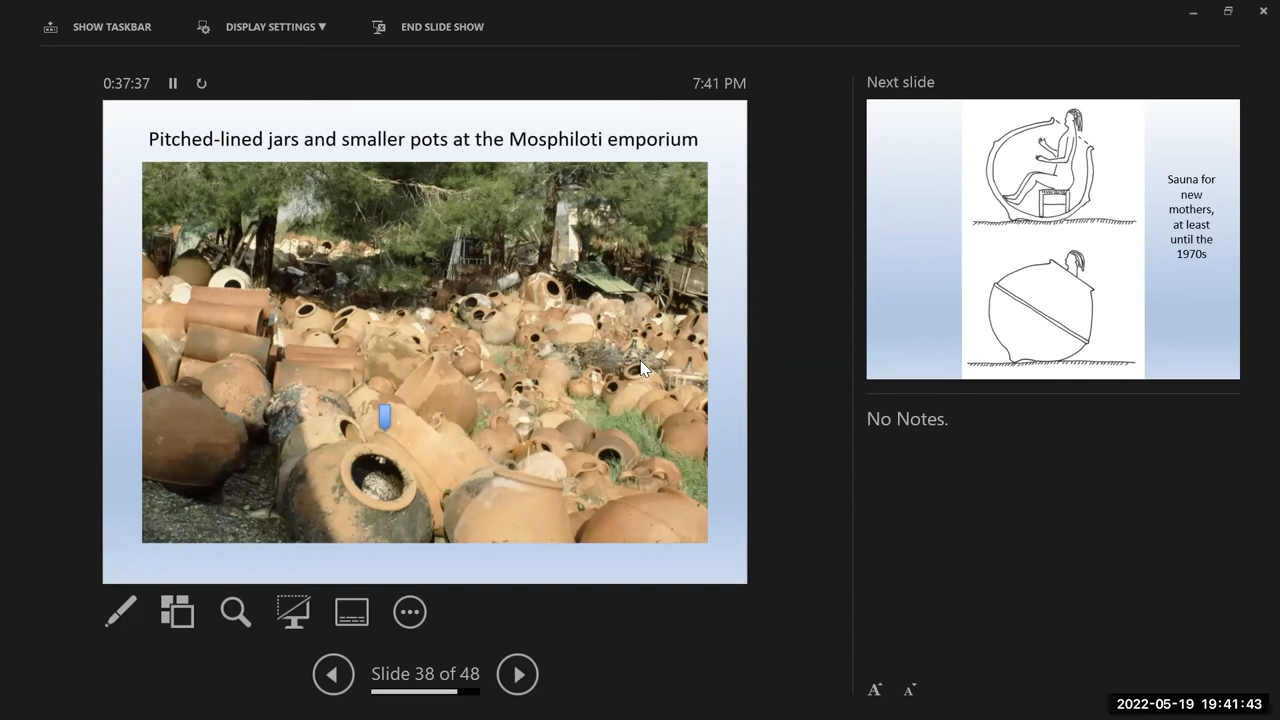 SHOW TASKBAR
DISPLAY SETTINGS ▼
END SLIDE SHOW
0:37:37
7:41 PM
Pitched-lined jars and smaller pots at the Mosphiloti emporium
Slide 38 of 48
Next slide
Sauna for
new
mothers,
at least
until the
1970s
No Notes.
A A
2022-05-19 19:41:43